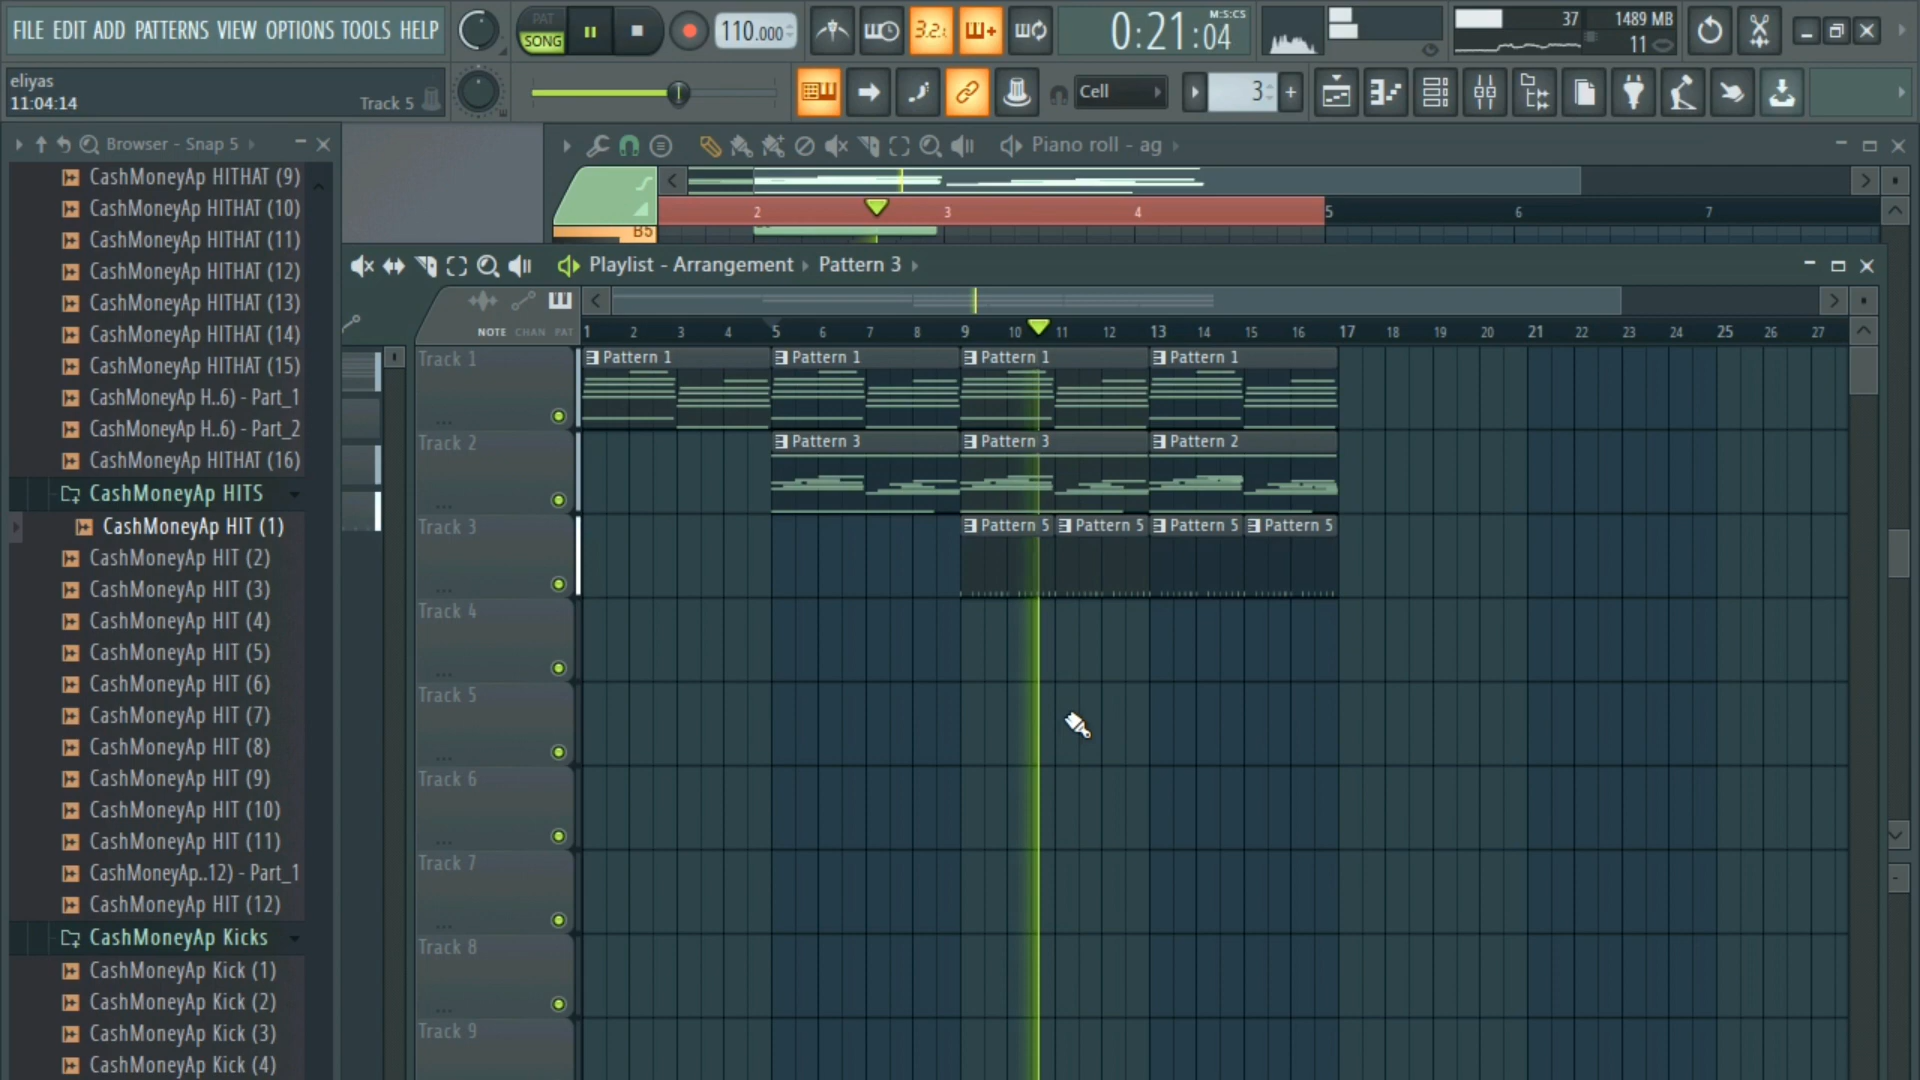 FILE EDIT ADD PATTERNS VIEW OPTIONS TOOLS HELP
PAT
SONG
110.000
3.2.
0:21:04
M:S:CS
37
1489 MB
11
eliyas
11:04:14
Track 5
Cell
3
Browser - Snap 5
Piano roll - ag
2 3 4 5 6 7
B5
Playlist - Arrangement Pattern 3
NOTE CHAN PAT
1 2 3 4 5 6 7 8 9 10 11 12 13 14 15 16 17 18 19 20 21 22 23 24 25 26 27
CashMoneyAp HITHAT (9)
CashMoneyAp HITHAT (10)
CashMoneyAp HITHAT (11)
CashMoneyAp HITHAT (12)
CashMoneyAp HITHAT (13)
CashMoneyAp HITHAT (14)
CashMoneyAp HITHAT (15)
CashMoneyAp H..6) - Part_1
CashMoneyAp H..6) - Part_2
CashMoneyAp HITHAT (16)
CashMoneyAp HITS
CashMoneyAp HIT (1)
CashMoneyAp HIT (2)
CashMoneyAp HIT (3)
CashMoneyAp HIT (4)
CashMoneyAp HIT (5)
CashMoneyAp HIT (6)
CashMoneyAp HIT (7)
CashMoneyAp HIT (8)
CashMoneyAp HIT (9)
CashMoneyAp HIT (10)
CashMoneyAp HIT (11)
CashMoneyAp..12) - Part_1
CashMoneyAp HIT (12)
CashMoneyAp Kicks
CashMoneyAp Kick (1)
CashMoneyAp Kick (2)
CashMoneyAp Kick (3)
CashMoneyAp Kick (4)
Track 1
Pattern 1 Pattern 1 Pattern 1 Pattern 1
Track 2
Pattern 3 Pattern 3 Pattern 2
Track 3
Pattern 5 Pattern 5 Pattern 5 Pattern 5
Track 4
Track 5
Track 6
Track 7
Track 8
Track 9